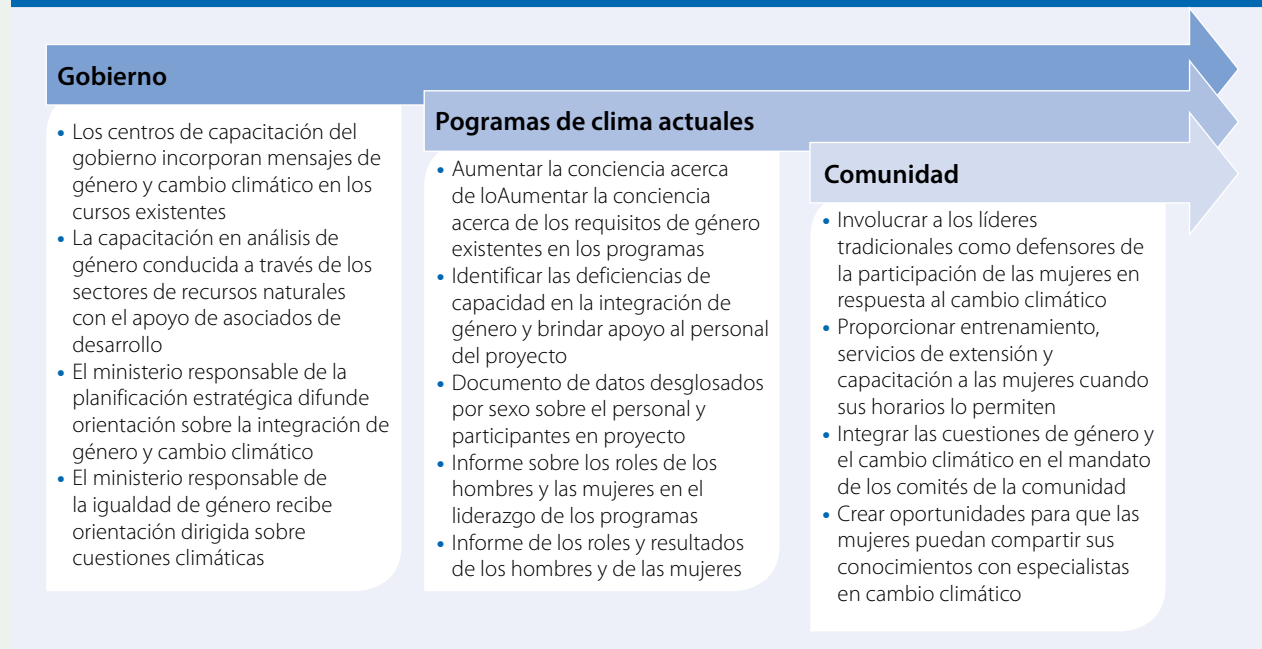 Gobierno
• Los centros de capacitación del
gobierno incorporan mensajes de
género y cambio climático en los
cursos existentes
• La capacitación en análisis de
género conducida a través de los
sectores de recursos naturales
con el apoyo de asociados de
desarrollo
• El ministerio responsable de la
planificación estratégica difunde
orientación sobre la integración de
género y cambio climático
• El ministerio responsable de
la igualdad de género recibe
orientación dirigida sobre
cuestiones climáticas
Pogramas de clima actuales
• Aumentar la conciencia acerca
de loAumentar la conciencia
acerca de los requisitos de género
existentes en los programas
• Identificar las deficiencias de
capacidad en la integración de
género y brindar apoyo al personal
del proyecto
• Documento de datos desglosados
por sexo sobre el personal y
participantes en proyecto
• Informe sobre los roles de los
hombres y las mujeres en el
liderazgo de los programas
• Informe de los roles y resultados
de los hombres y de las mujeres
Comunidad
• Involucrar a los líderes
tradicionales como defensores de
la participación de las mujeres en
respuesta al cambio climático
• Proporcionar entrenamiento,
servicios de extensión y
capacitación a las mujeres cuando
sus horarios lo permiten
• Integrar las cuestiones de género y
el cambio climático en el mandato
de los comités de la comunidad
• Crear oportunidades para que las
mujeres puedan compartir sus
conocimientos con especialistas
en cambio climático